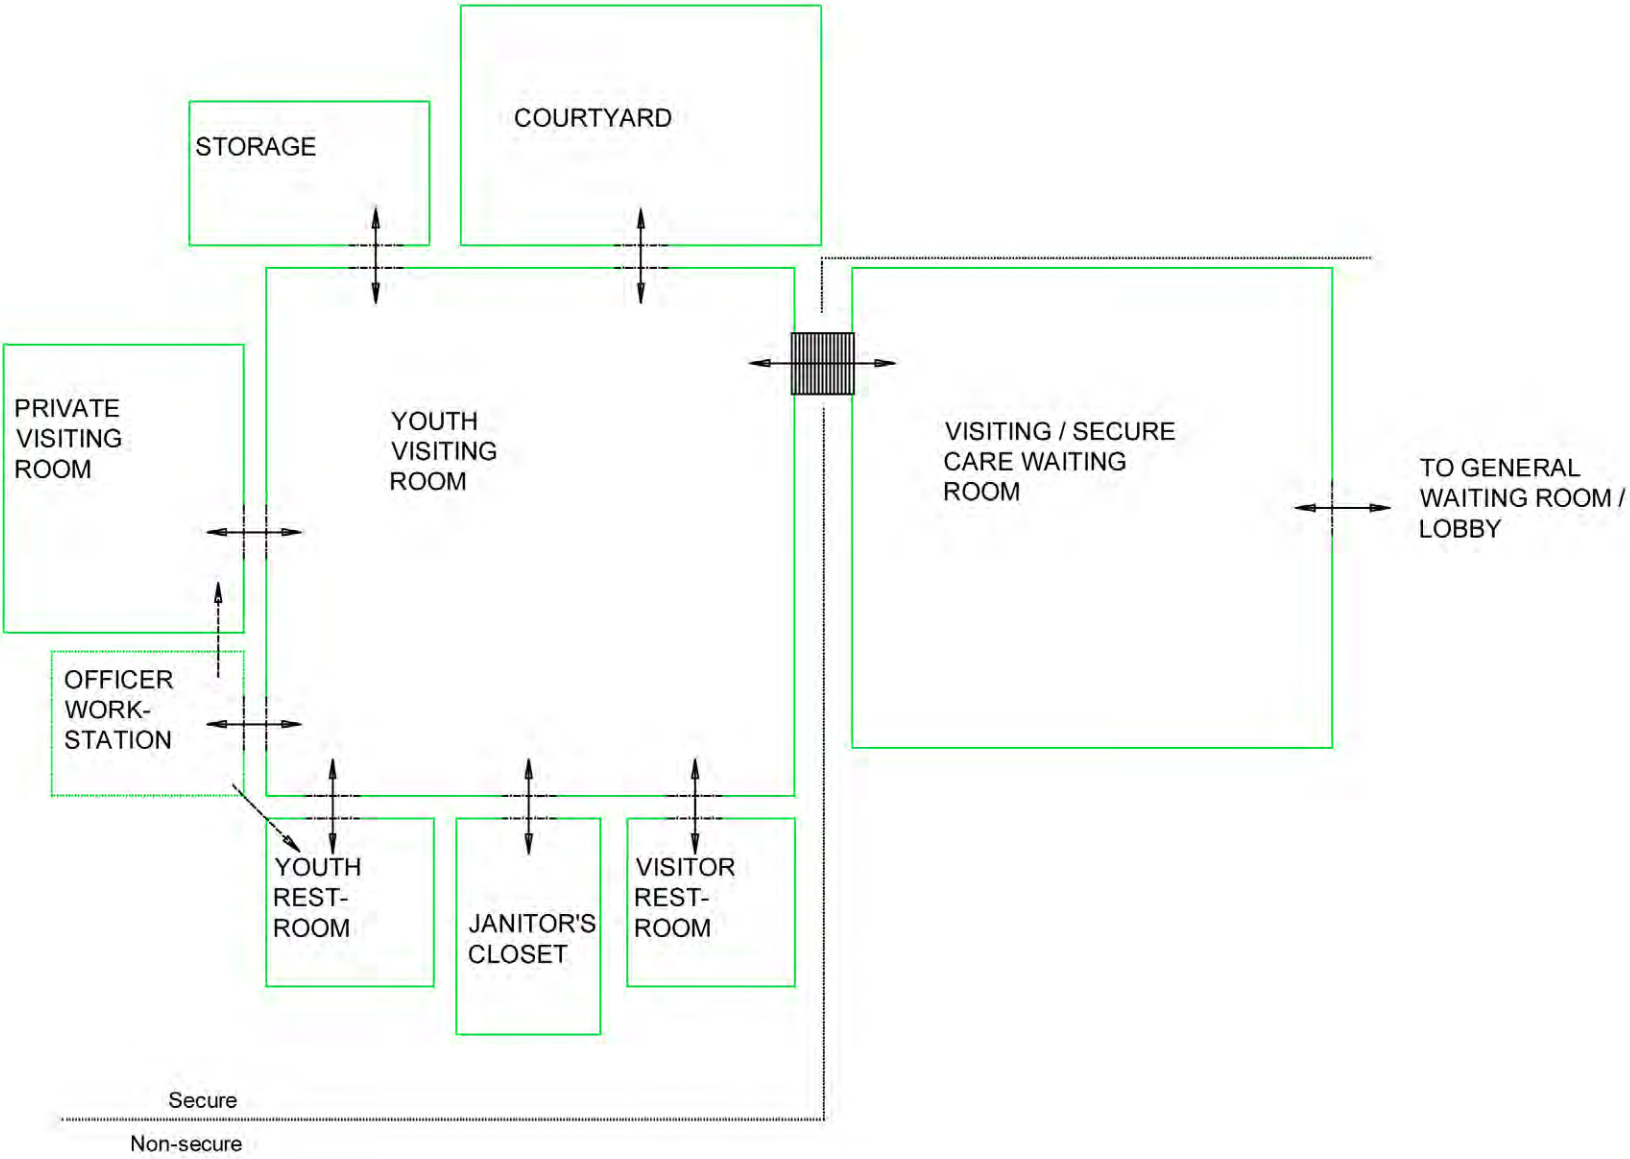 COURTYARD
STORAGE
PRIVATE
VISITING
ROOM
YOUTH
VISITING
ROOM
VISITING / SECURE
CARE WAITING
ROOM
TO GENERAL
WAITING ROOM /
LOBBY
OFFICER
WORK-
STATION
YOUTH
REST-
ROOM
JANITOR'S
CLOSET
VISITOR
REST-
ROOM
Secure
Non-secure